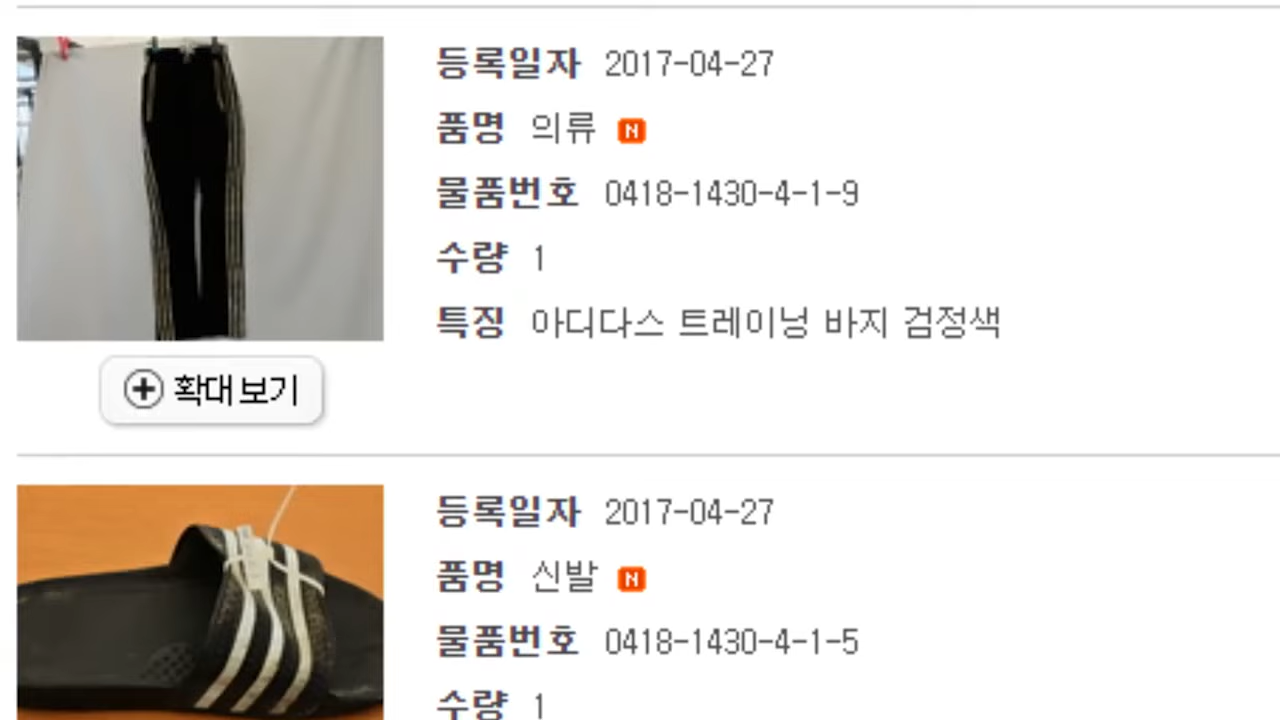 등록일자 2017-04-27
품명 의류 N
물품번호 0418-1430-4-1-9
수량 1
특징 아디다스 트레이닝 바지 검정색
확대보기
등록일자 2017-04-27
품명 신발 N
물품번호 0418-1430-4-1-5
수량 1